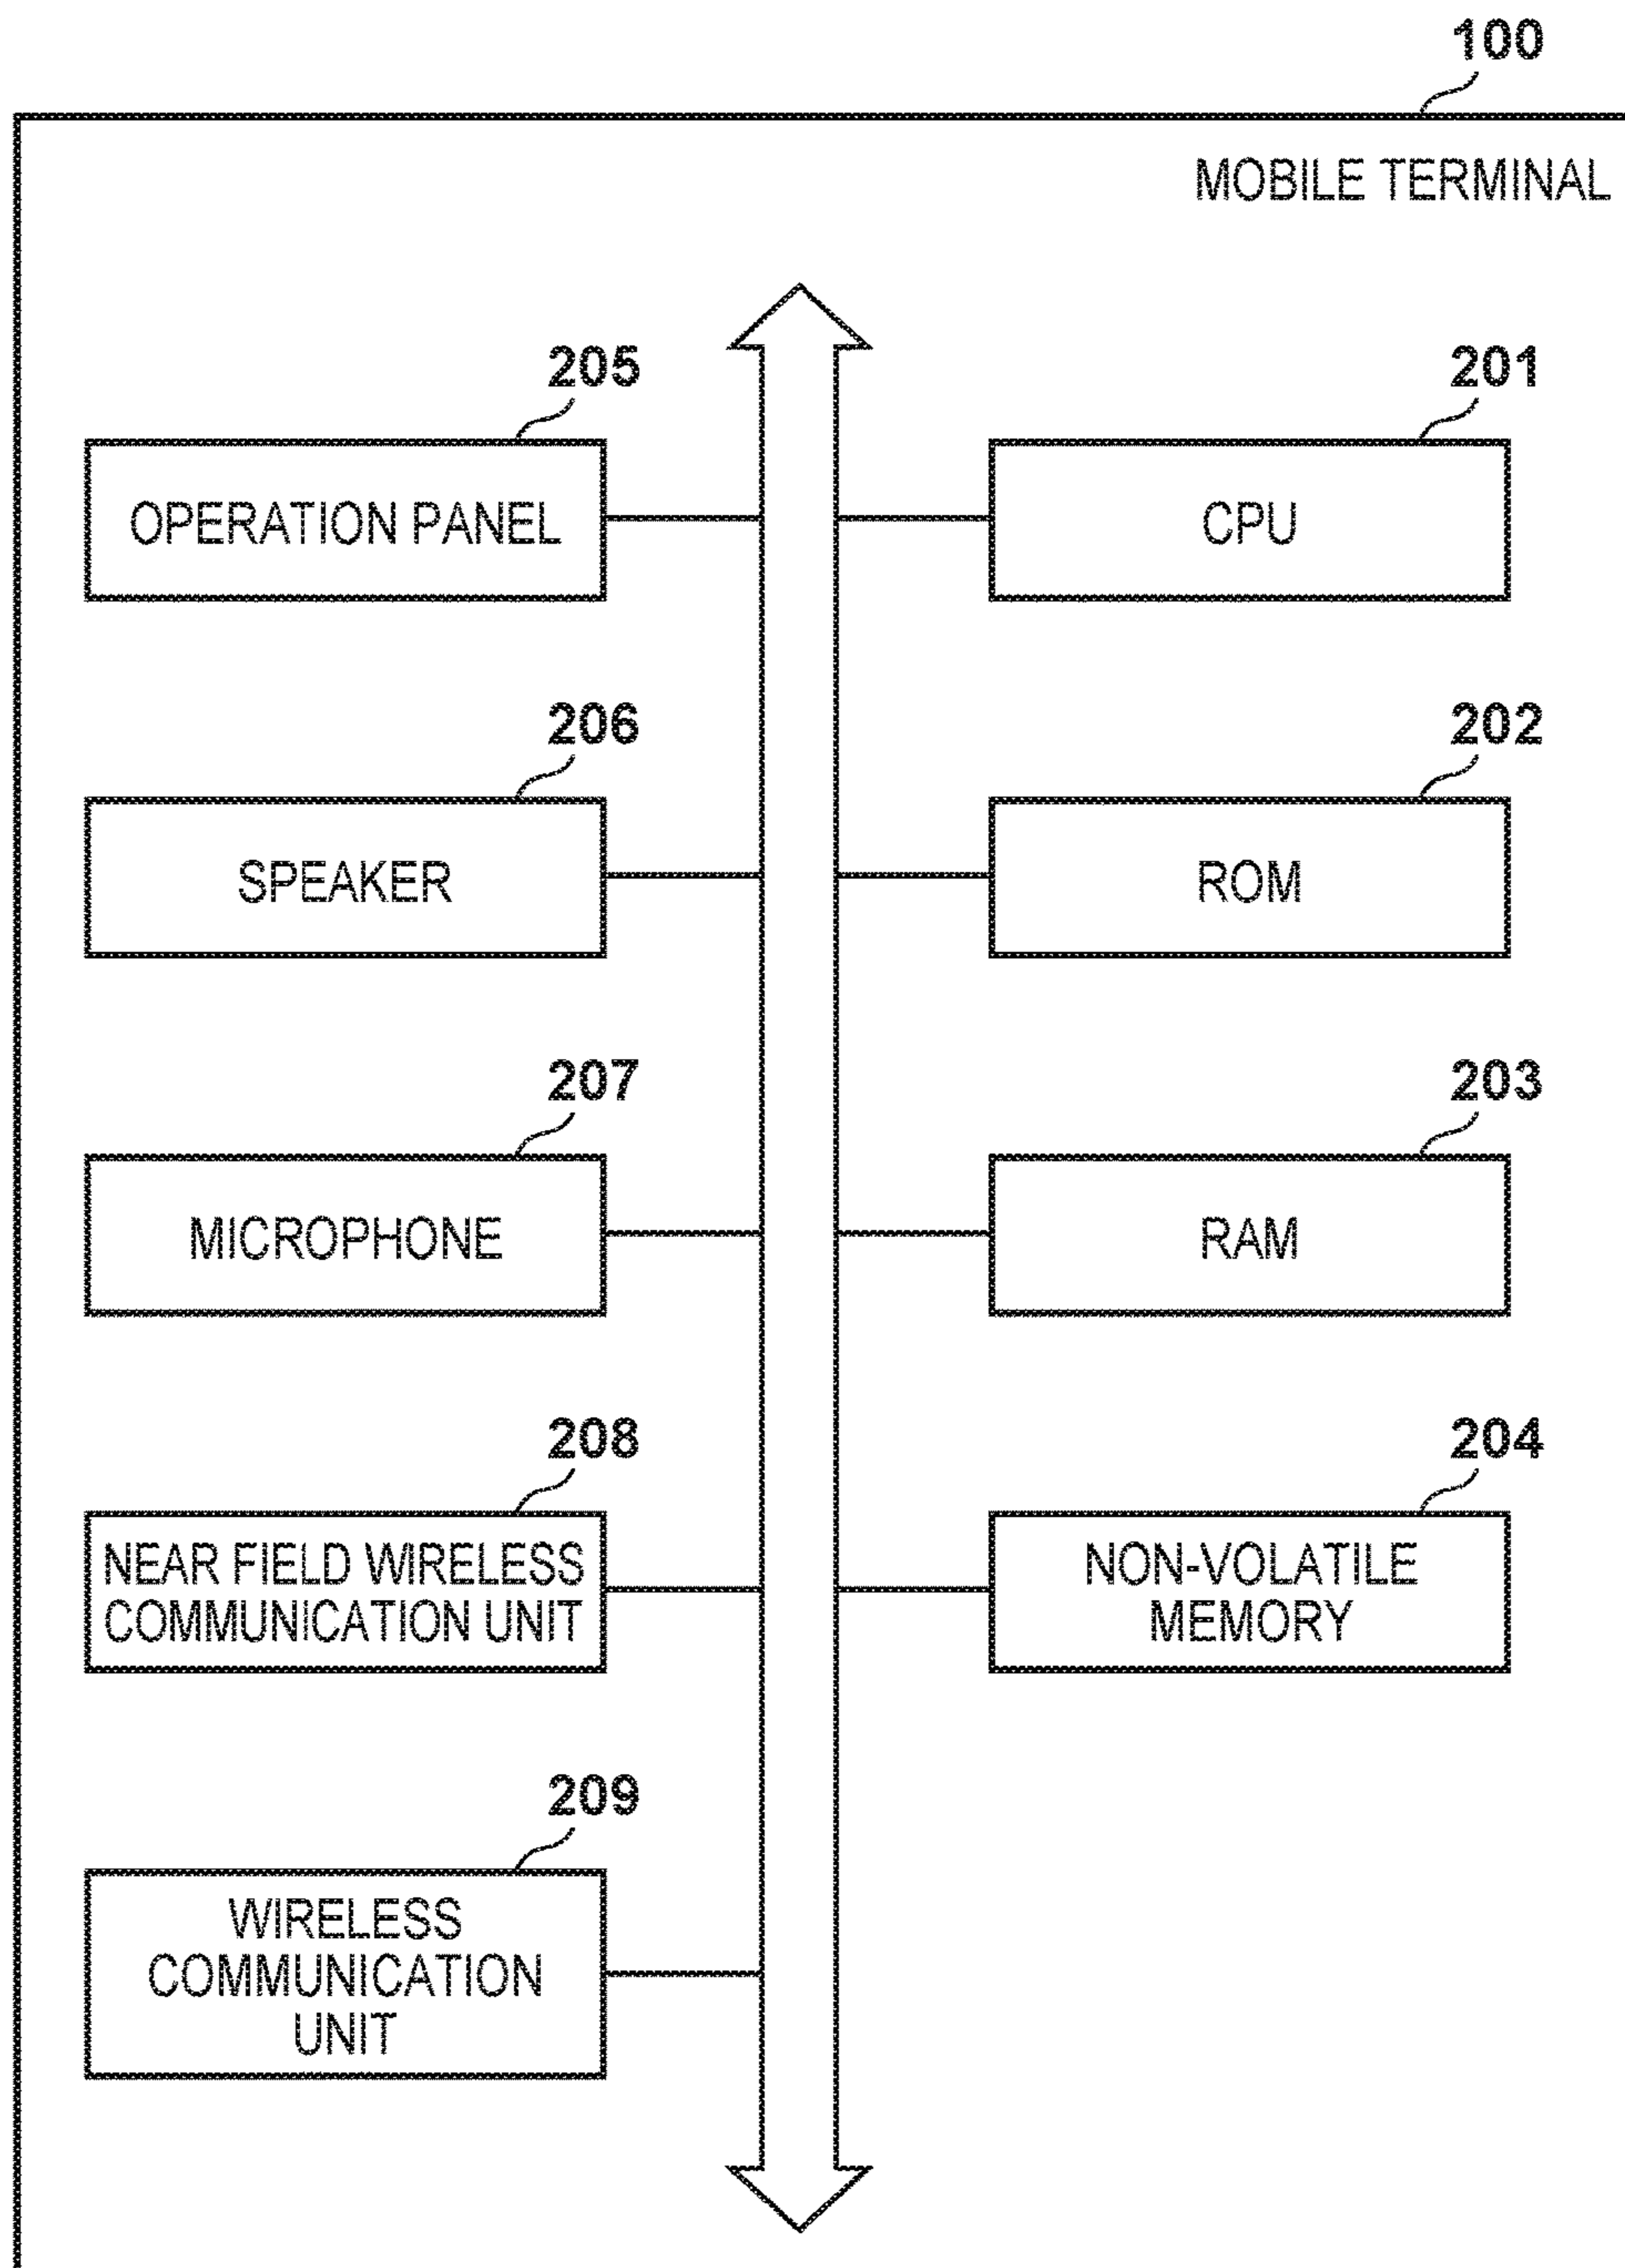 100
MOBILE TERMINAL
205
201
OPERATION PANEL
CPU
206
202
SPEAKER
ROM
207
203
MICROPHONE
RAM
208
204
NEAR FIELD WIRELESS
COMMUNICATION UNIT
NON-VOLATILE
MEMORY
209
WIRELESS
COMMUNICATION
UNIT